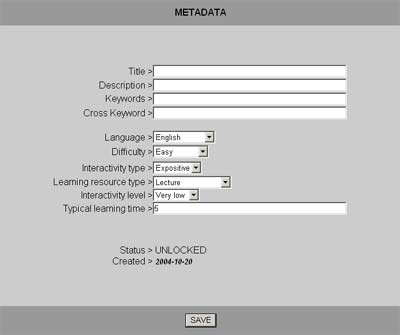 METADATA
Title >
Description >
Keywords >
Cross Keyword >
Language > English
Difficulty > Easy
Interactivity type > Expositive
Learning resource type > Lecture
Interactivity level > Very low
Typical learning time > 5
Status > UNLOCKED
Created > 2004-10-20
SAVE